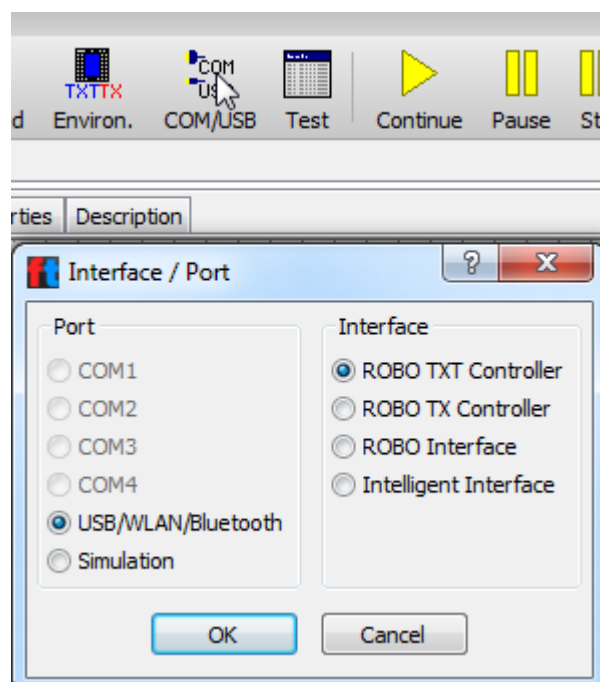 COM
TXTTX US
d Environ. COM/USB Test Continue Pause St
rties Description
ft Interface / Port ? X
Port Interface
COM1 ROBO TXT Controller
COM2 ROBO TX Controller
COM3 ROBO Interface
COM4 Intelligent Interface
USB/WLAN/Bluetooth
Simulation
OK Cancel